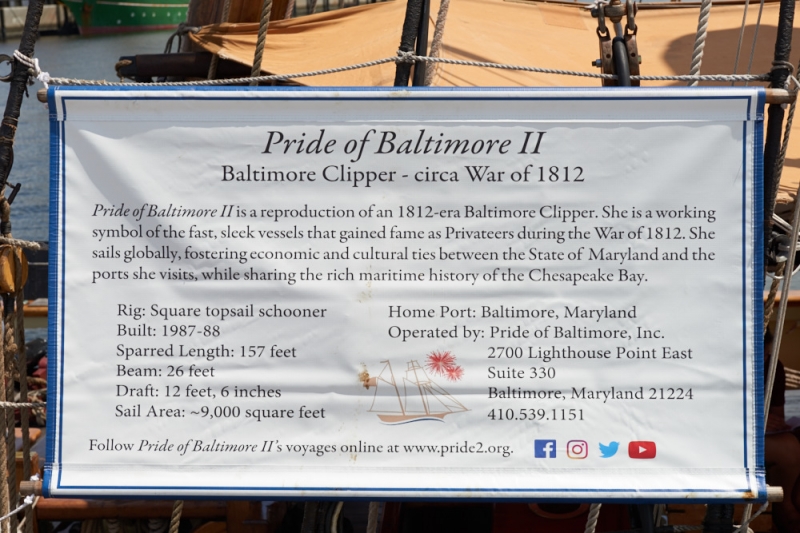 Pride of Baltimore II
Baltimore Clipper - circa War of 1812
Pride of Baltimore II is a reproduction of an 1812-era Baltimore Clipper. She is a working
symbol of the fast, sleek vessels that gained fame as Privateers during the War of 1812. She
sails globally, fostering economic and cultural ties between the State of Maryland and the
ports she visits, while sharing the rich maritime history of the Chesapeake Bay.
Rig: Square topsail schooner
Built: 1987-88
Sparred Length: 157 feet
Beam: 26 feet
Draft: 12 feet, 6 inches
Sail Area: ~9,000 square feet
Home Port: Baltimore, Maryland
Operated by: Pride of Baltimore, Inc.
2700 Lighthouse Point East
Suite 330
Baltimore, Maryland 21224
410.539.1151
Follow Pride of Baltimore II's voyages online at www.pride2.org.